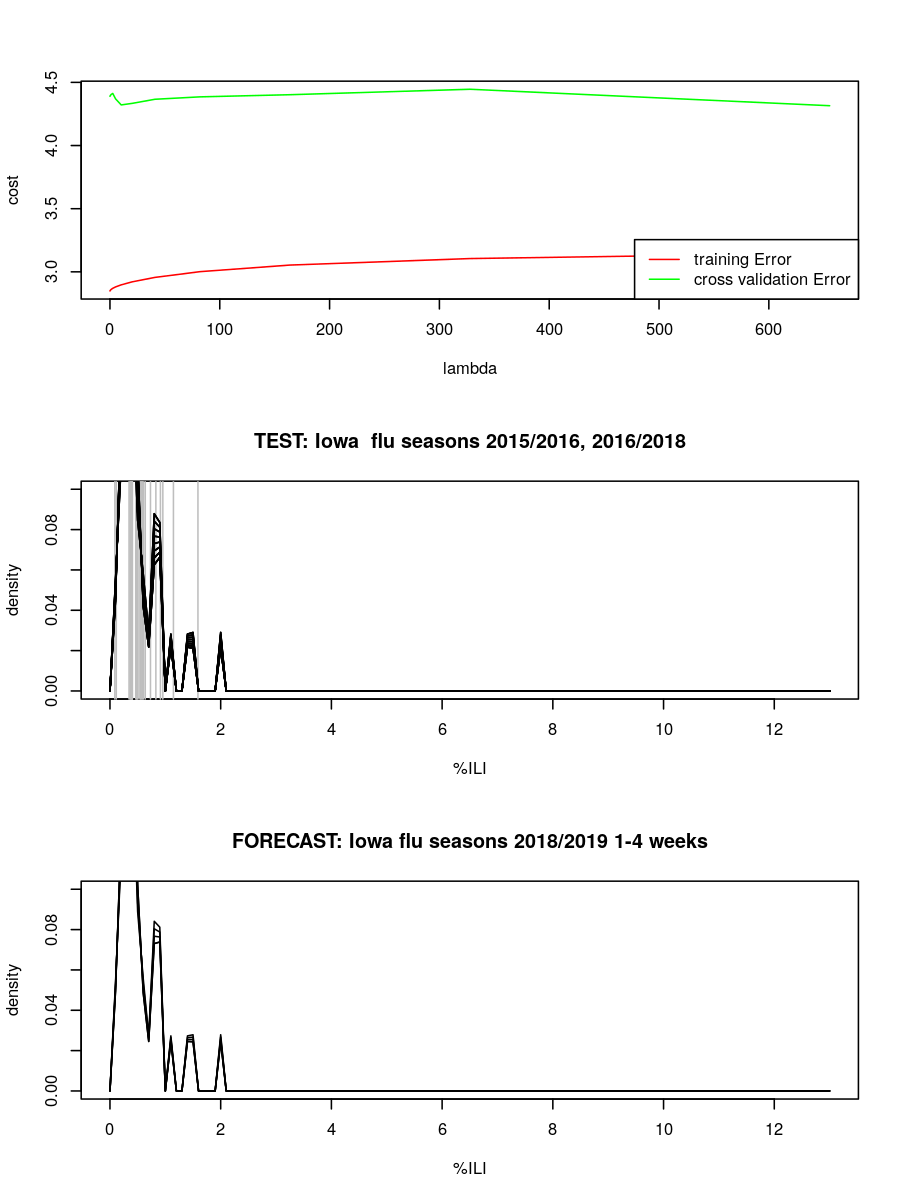 4.5
4.0
3.5
3.0
cost
training Error
cross validation Error
0 100 200 300 400 500 600
lambda
TEST: Iowa  flu seasons 2015/2016, 2016/2018
0.08
0.04
0.00
density
0 2 4 6 8 10 12
%ILI
FORECAST: Iowa flu seasons 2018/2019 1-4 weeks
0.08
0.04
0.00
density
0 2 4 6 8 10 12
%ILI